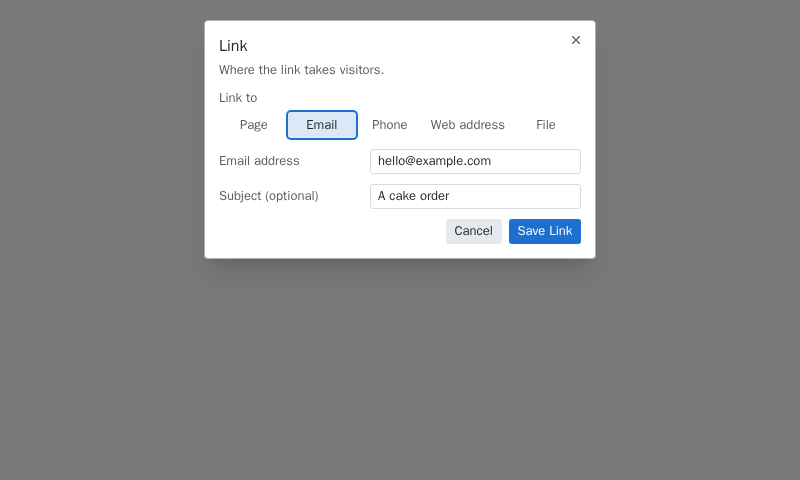 Link
×
Where the link takes visitors.
Link to
Page Email Phone Web address File
Email address hello@example.com
Subject (optional) A cake order
Cancel Save Link